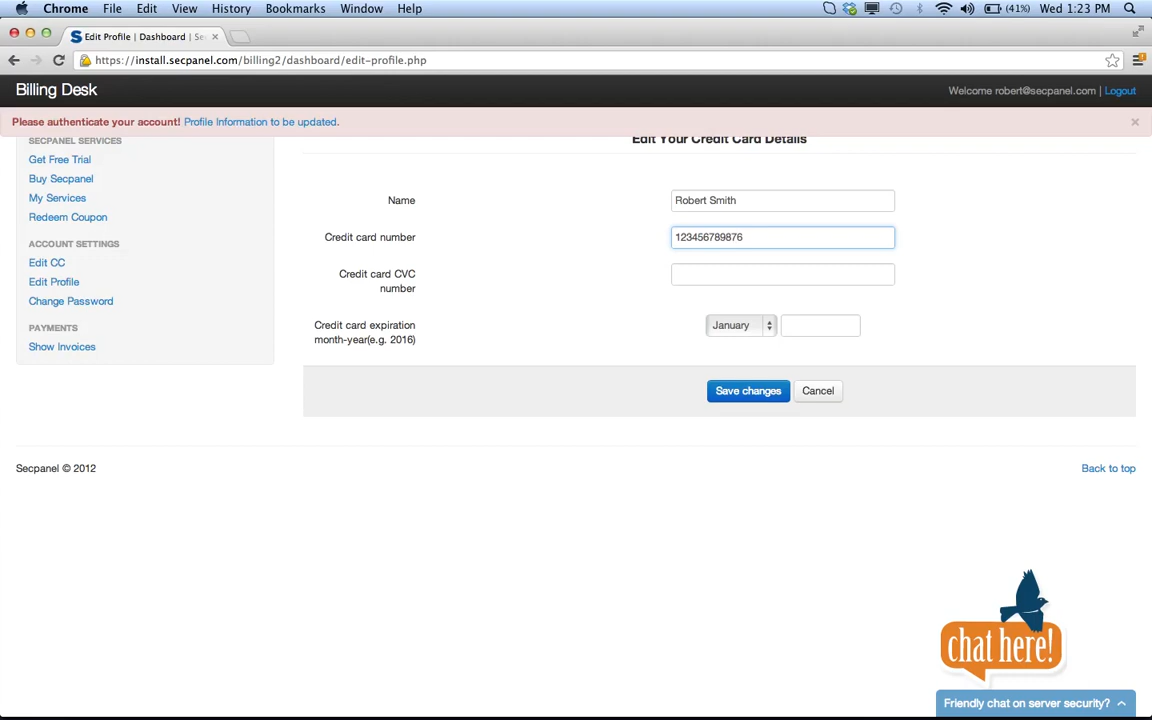 Chrome File Edit View History Bookmarks Window Help (41%) Wed 1:23 PM
Edit Profile | Dashboard | Se
https://install.secpanel.com/billing2/dashboard/edit-profile.php
Billing Desk
Welcome robert@secpanel.com | Logout
Please authenticate your account! Profile Information to be updated. ×
SECPANEL SERVICES
Get Free Trial
Buy Secpanel
My Services
Redeem Coupon
ACCOUNT SETTINGS
Edit CC
Edit Profile
Change Password
PAYMENTS
Show Invoices
Edit Your Credit Card Details
Name Robert Smith
Credit card number 123456789876
Credit card CVC
number
Credit card expiration
month-year(e.g. 2016)
January
Save changes Cancel
Secpanel © 2012
Back to top
chat here!
Friendly chat on server security?